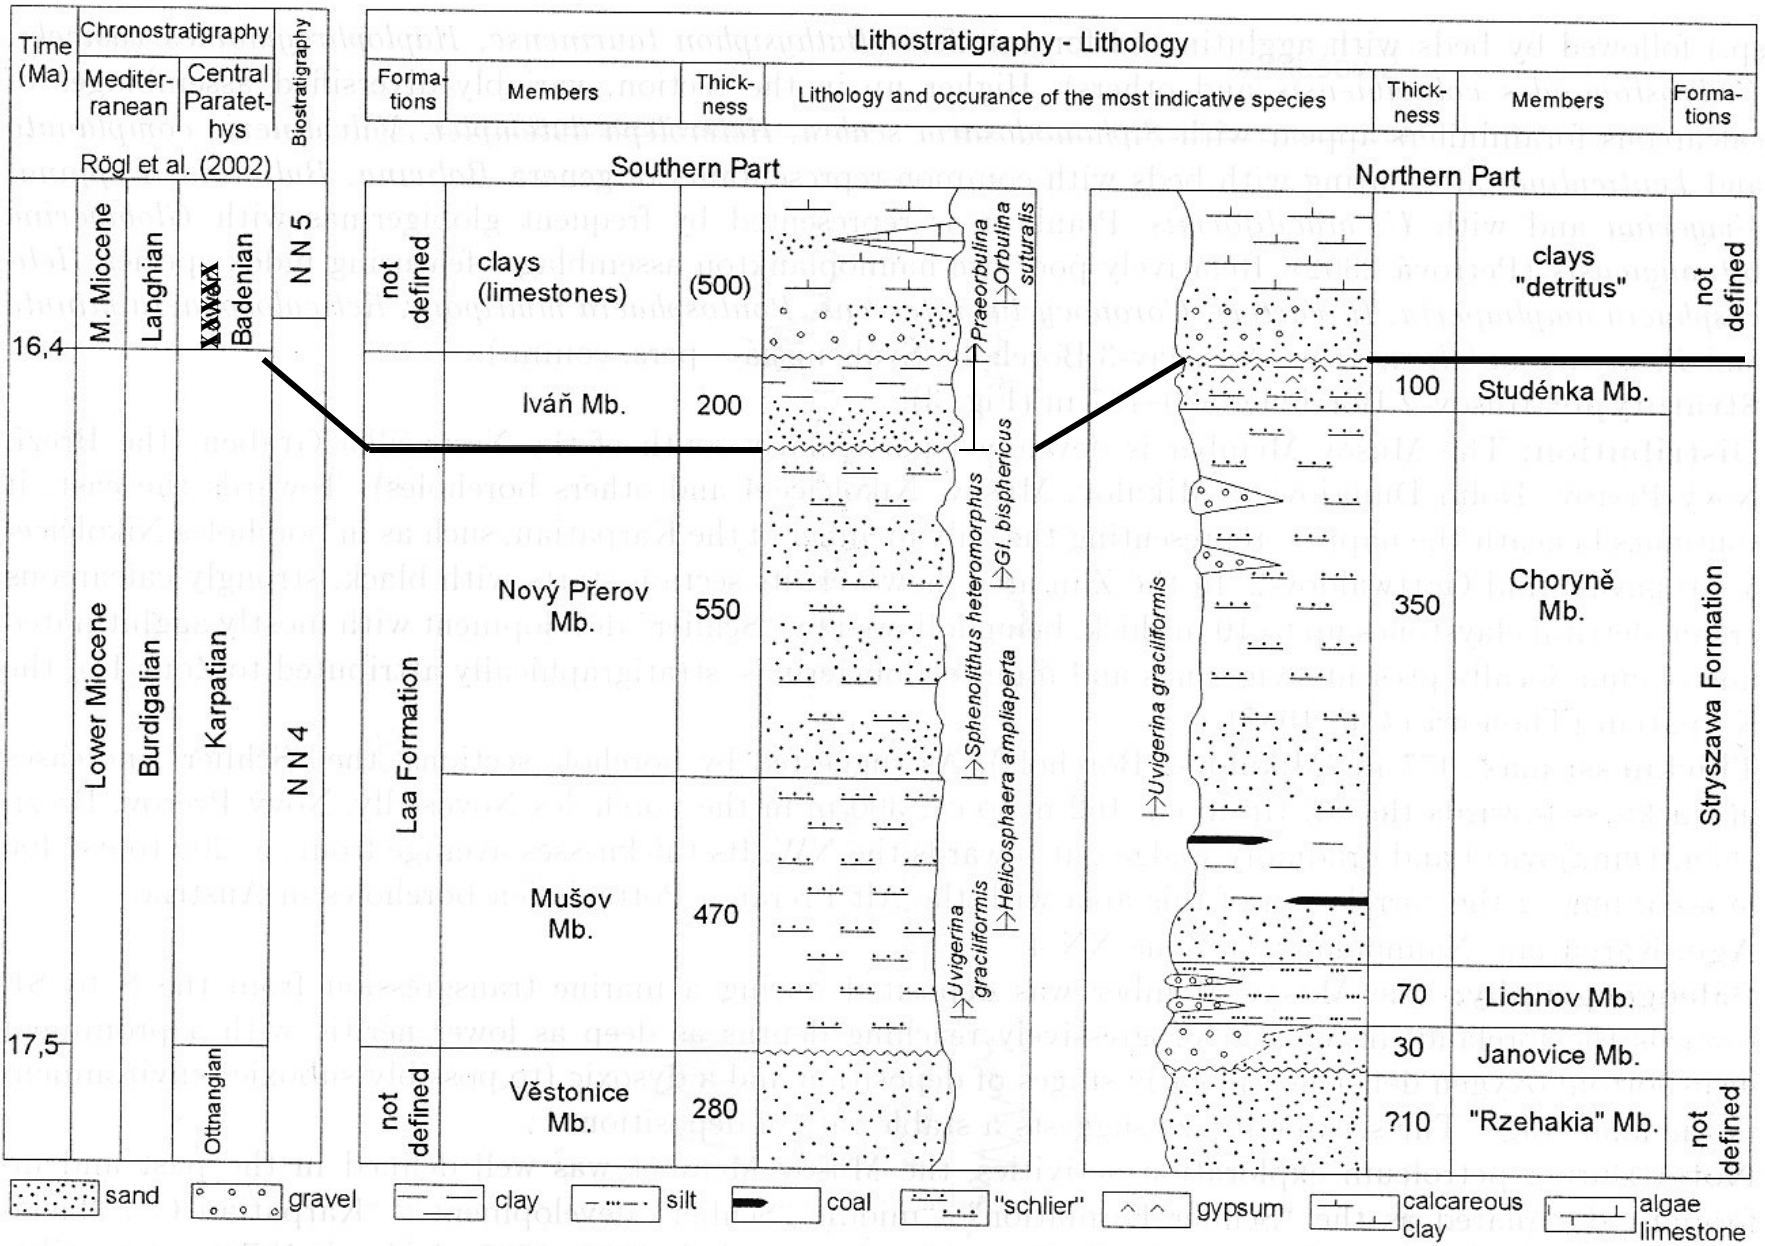 Time
(Ma)
Chronostratigraphy
Mediter-
ranean
Central
Paratet-
hys
Biostratigraphy
Rögl et al. (2002)
Lithostratigraphy - Lithology
Forma-
tions
Members
Thick-
ness
Lithology and occurance of the most indicative species
Thick-
ness
Members
Forma-
tions
Southern Part
Northern Part
16,4
17,5
M. Miocene
Lower Miocene
Langhian
Burdigalian
Lower
Badenian
Karpatian
Ottnangian
NN 5
NN 4
not
defined
clays
(limestones)
(500)
Iváň Mb.
200
Laa Formation
Nový Přerov
Mb.
550
Mušov
Mb.
470
not
defined
Věstonice
Mb.
280
Praeorbulina
Orbulina
suturalis
Sphenolithus heteromorphus
Gl. bisphericus
Helicosphaera ampliaperta
Uvigerina
graciliformis
Uvigerina graciliformis
clays
"detritus"
not
defined
100
Studénka Mb.
350
Choryně
Mb.
Stryszawa Formation
70
Lichnov Mb.
30
Janovice Mb.
?10
"Rzehakia" Mb.
not
defined
sand
gravel
clay
silt
coal
"schlier"
gypsum
calcareous
clay
algae
limestone